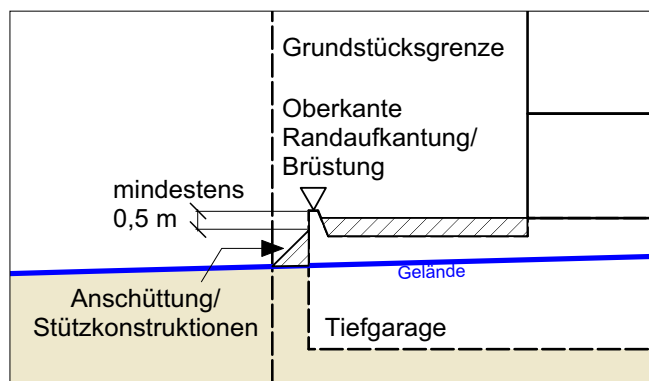 Grundstücksgrenze
Oberkante
Randaufkantung/
Brüstung
mindestens
0,5 m
Gelände
Anschüttung/
Stützkonstruktionen
Tiefgarage